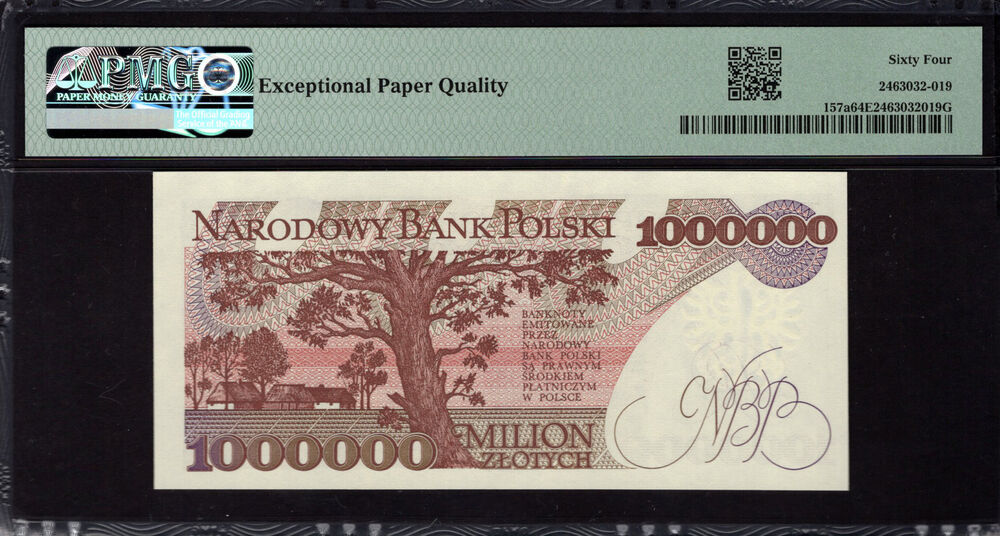 PMG
PAPER MONEY GUARANTY
The Official Grading
Service of the ANA
Exceptional Paper Quality
Sixty Four
2463032-019
157a64E2463032019G
NARODOWY BANK POLSKI
1000000
BANKNOTY
EMITOWANE
PRZEZ
NARODOWY
BANK POLSKI
SĄ PRAWNYM
ŚRODKIEM
PŁATNICZYM
W POLSCE
NBP
1000000
MILION
ZŁOTYCH